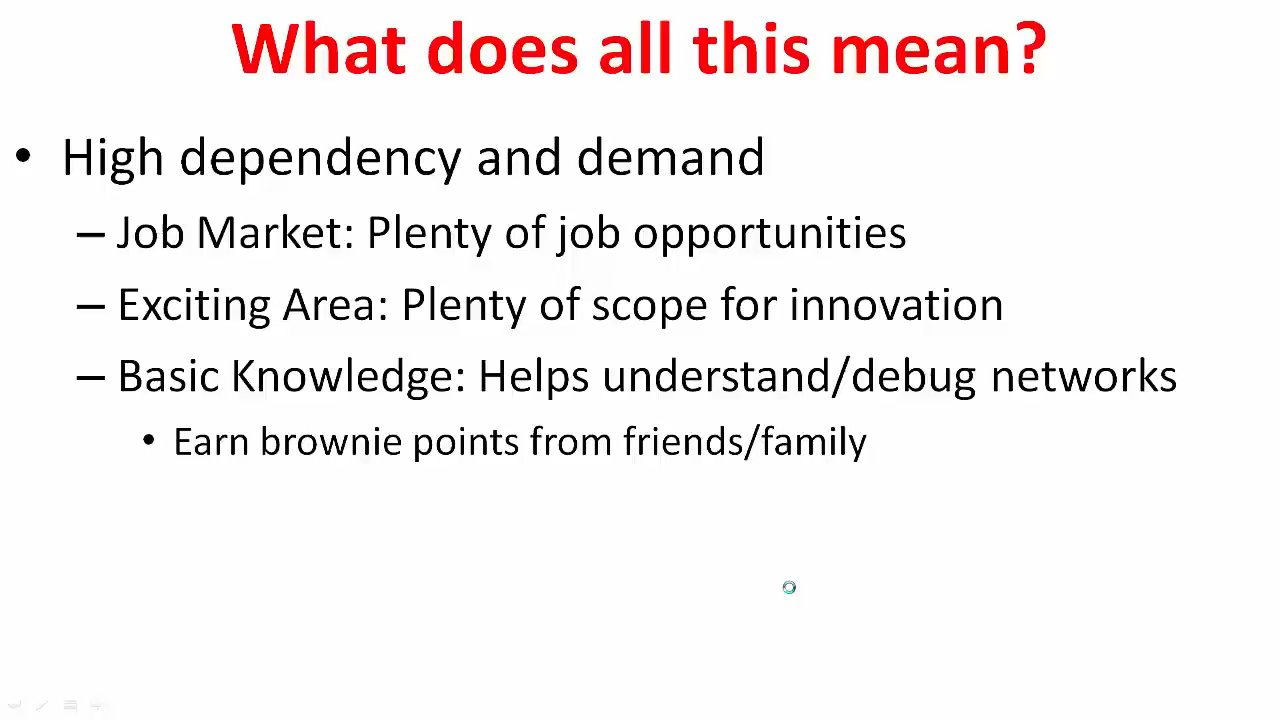 What does all this mean?
• High dependency and demand
– Job Market: Plenty of job opportunities
– Exciting Area: Plenty of scope for innovation
– Basic Knowledge: Helps understand/debug networks
• Earn brownie points from friends/family